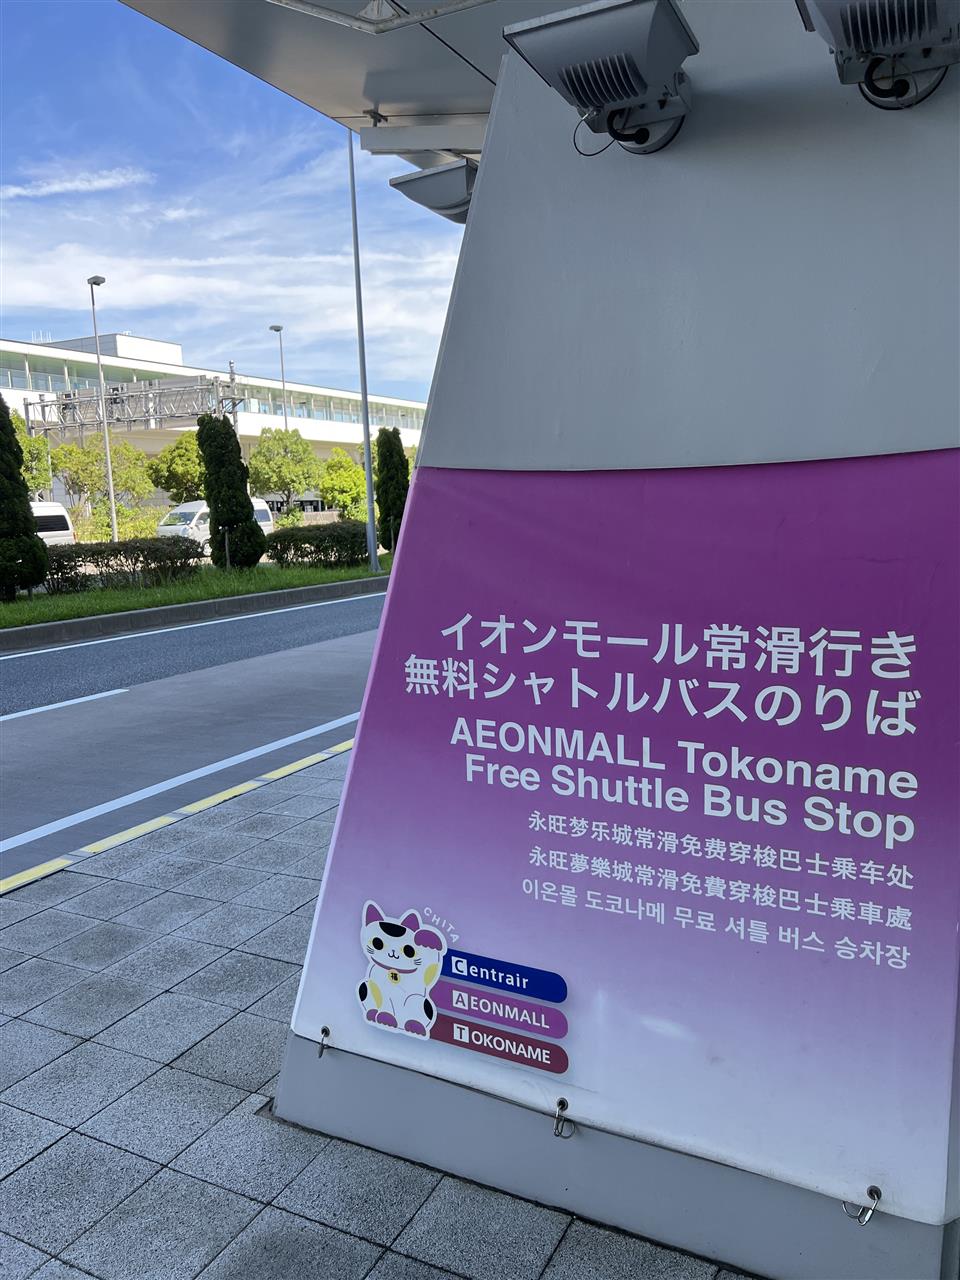 イオンモール常滑行き
無料シャトルバスのりば
AEONMALL Tokoname
Free Shuttle Bus Stop
永旺梦乐城常滑免费穿梭巴士乘车处
永旺夢樂城常滑免費穿梭巴士乘車處
이온몰 도코나메 무료 셔틀 버스 승차장
CHITA
福
Centrair
AEONMALL
TOKONAME